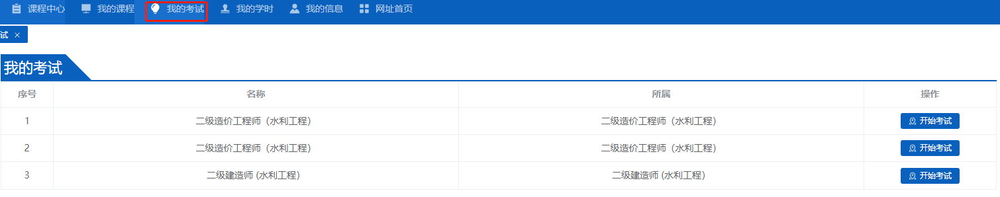 课程中心 我的课程 我的考试 我的学时 我的信息 网址首页
试 ×
我的考试
序号 名称 所属 操作
1 二级造价工程师（水利工程） 二级造价工程师（水利工程） 开始考试
2 二级造价工程师（水利工程） 二级造价工程师（水利工程） 开始考试
3 二级建造师 (水利工程） 二级建造师 (水利工程） 开始考试